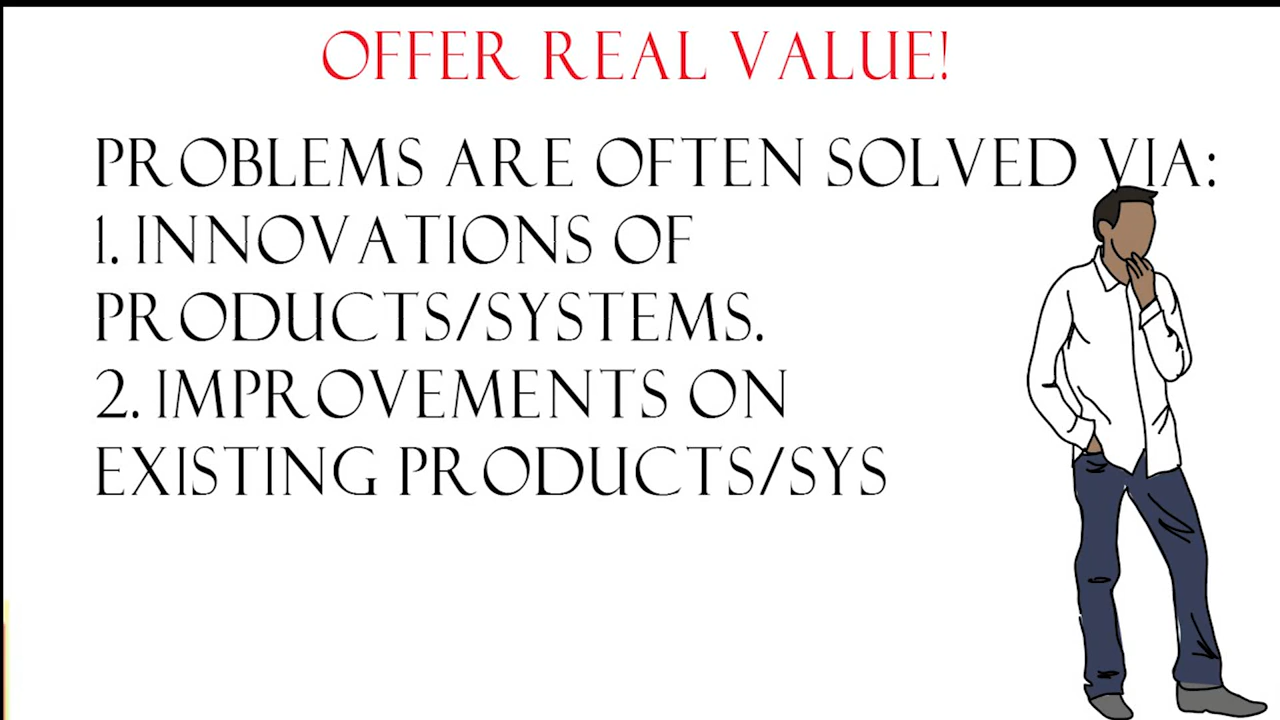 OFFER REAL VALUE!
PROBLEMS ARE OFTEN SOLVED VIA:
1. INNOVATIONS OF
PRODUCTS/SYSTEMS.
2. IMPROVEMENTS ON
EXISTING PRODUCTS/SYS